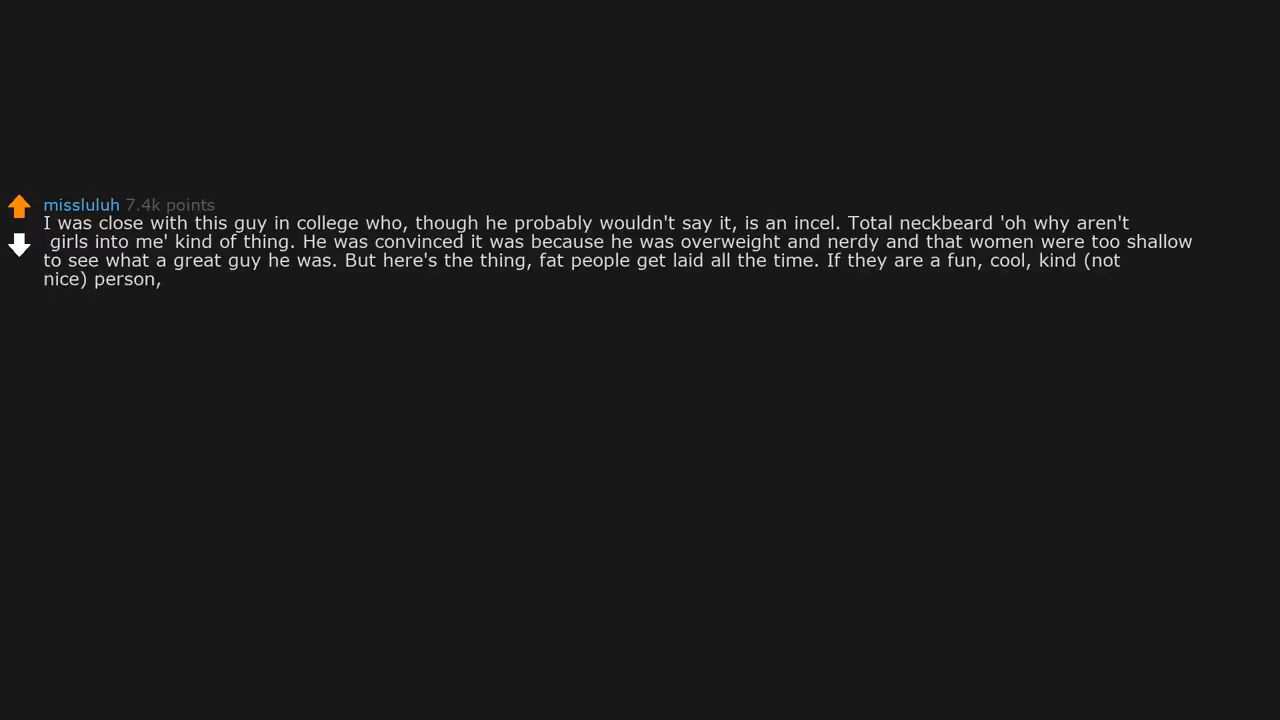 missluluh 7.4k points
I was close with this guy in college who, though he probably wouldn't say it, is an incel. Total neckbeard 'oh why aren't
girls into me' kind of thing. He was convinced it was because he was overweight and nerdy and that women were too shallow
to see what a great guy he was. But here's the thing, fat people get laid all the time. If they are a fun, cool, kind (not
nice) person,